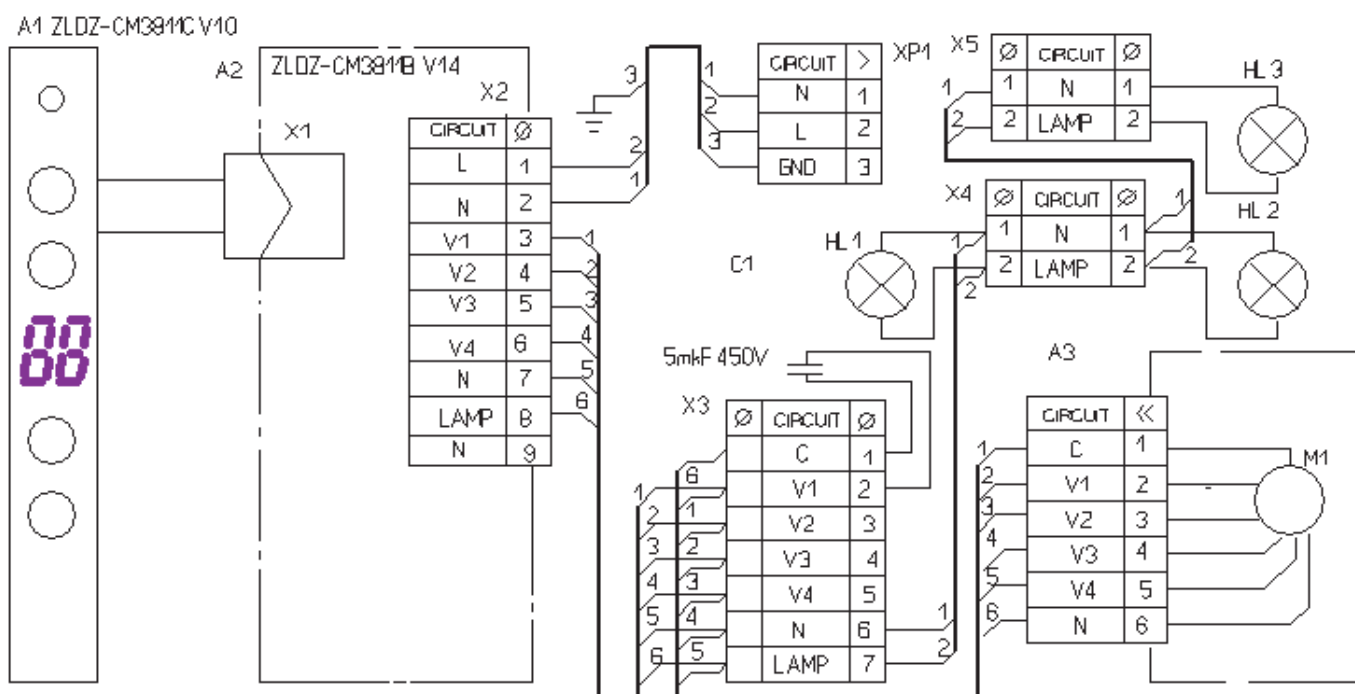 A1 ZLDZ-CM3811C V10
A2
ZLDZ-CM3811B V14
X1
X2
CIRCUIT Ø
L 1
N 2
V1 3
V2 4
V3 5
V4 6
N 7
LAMP 8
N 9
1
2
3
4
5
6
3
2
1
1
2
3
CIRCUIT >
N 1
L 2
GND 3
XP1
X5
Ø CIRCUIT Ø
1 N 1
2 LAMP 2
1
2
HL 3
X4
Ø CIRCUIT Ø
1 N 1
2 LAMP 2
1
2
1
2
HL 1
HL 2
C1
5mkF 450V
X3
Ø CIRCUIT Ø
C 1
V1 2
V2 3
V3 4
V4 5
N 6
LAMP 7
1
2
3
4
5
6
6
1
2
3
4
5
1
2
A3
CIRCUIT <<
C 1
V1 2
V2 3
V3 4
V4 5
N 6
1
2
3
4
5
6
M1
88